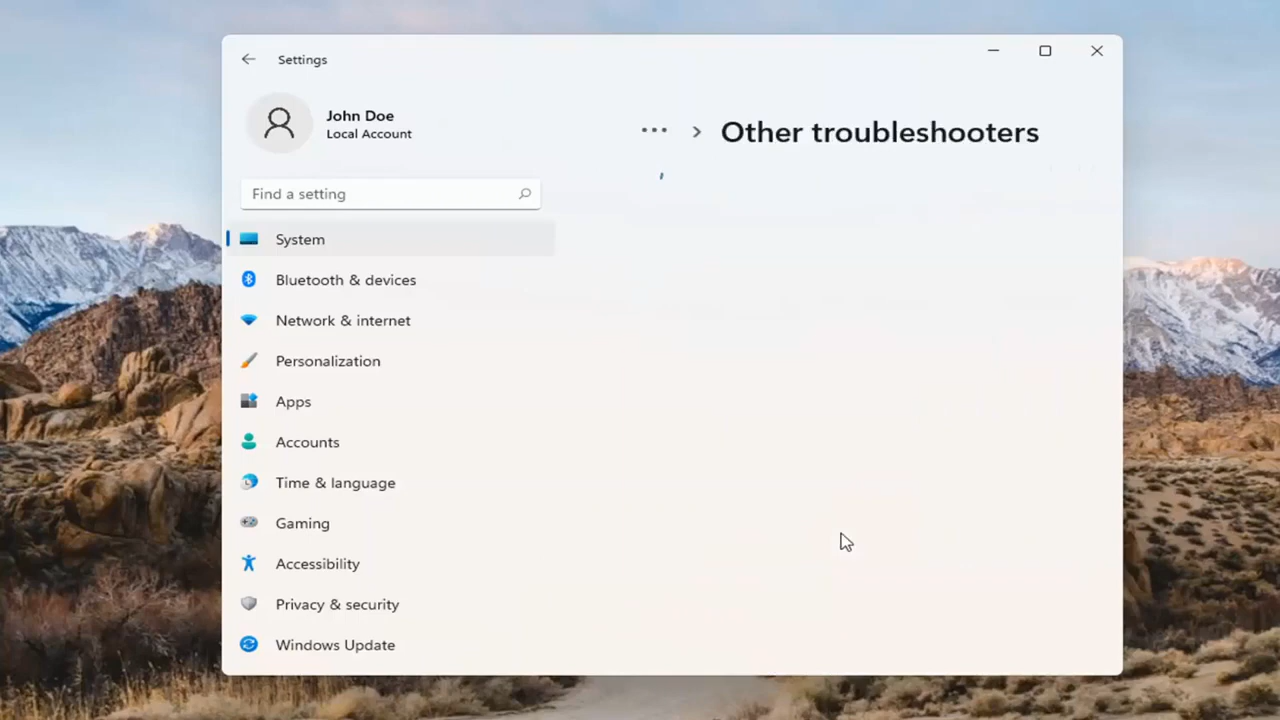 Settings
John Doe
Local Account
Other troubleshooters
Find a setting
System
Bluetooth & devices
Network & internet
Personalization
Apps
Accounts
Time & language
Gaming
Accessibility
Privacy & security
Windows Update